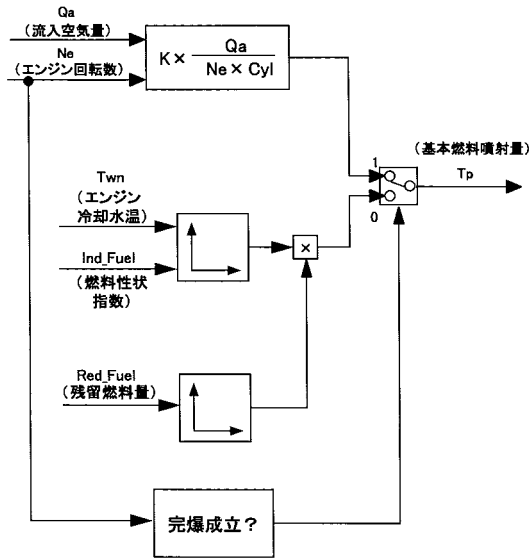 Qa
(流入空気量)
Ne
(エンジン回転数)
K × Qa
Ne × Cyl
Twn
(エンジン
冷却水温)
Ind_Fuel
(燃料性状
指数)
×
(基本燃料噴射量)
1
Tp
0
Red_Fuel
(残留燃料量)
完爆成立？